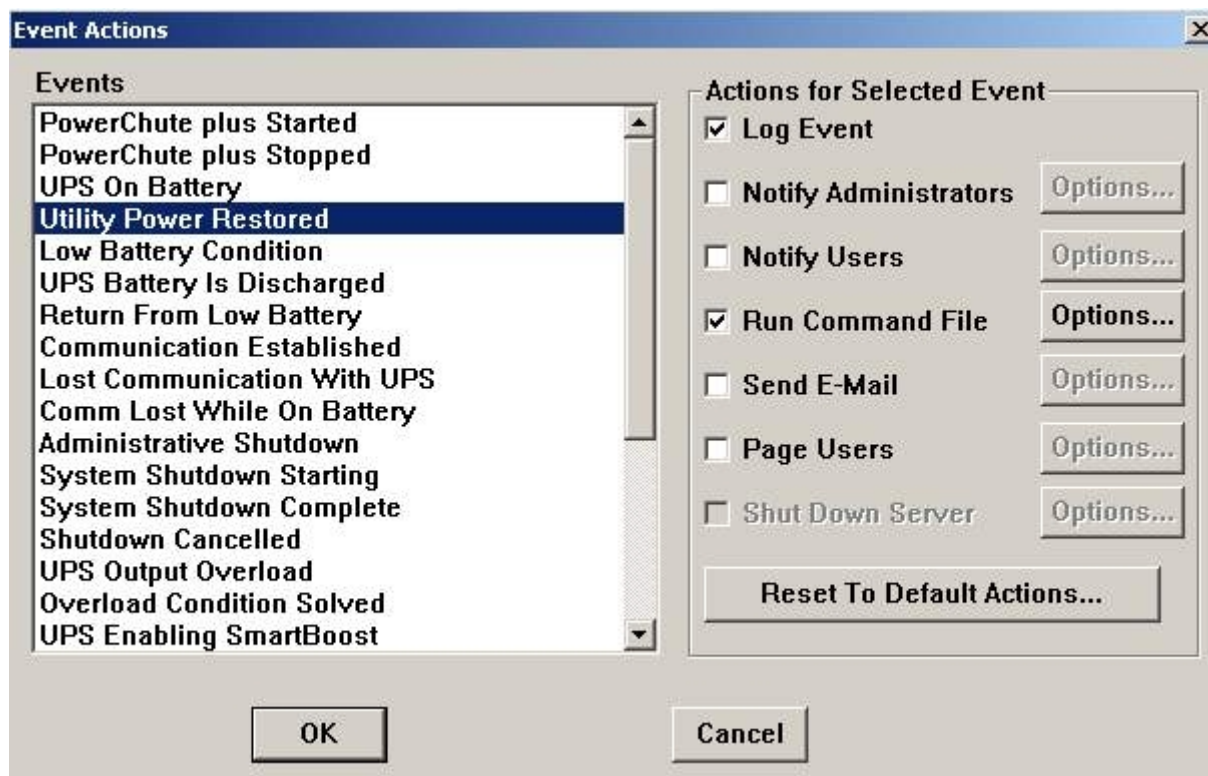 Event Actions
Events
PowerChute plus Started
PowerChute plus Stopped
UPS On Battery
Utility Power Restored
Low Battery Condition
UPS Battery Is Discharged
Return From Low Battery
Communication Established
Lost Communication With UPS
Comm Lost While On Battery
Administrative Shutdown
System Shutdown Starting
System Shutdown Complete
Shutdown Cancelled
UPS Output Overload
Overload Condition Solved
UPS Enabling SmartBoost
Actions for Selected Event
Log Event
Notify Administrators Options...
Notify Users Options...
Run Command File Options...
Send E-Mail Options...
Page Users Options...
Shut Down Server Options...
Reset To Default Actions...
OK
Cancel